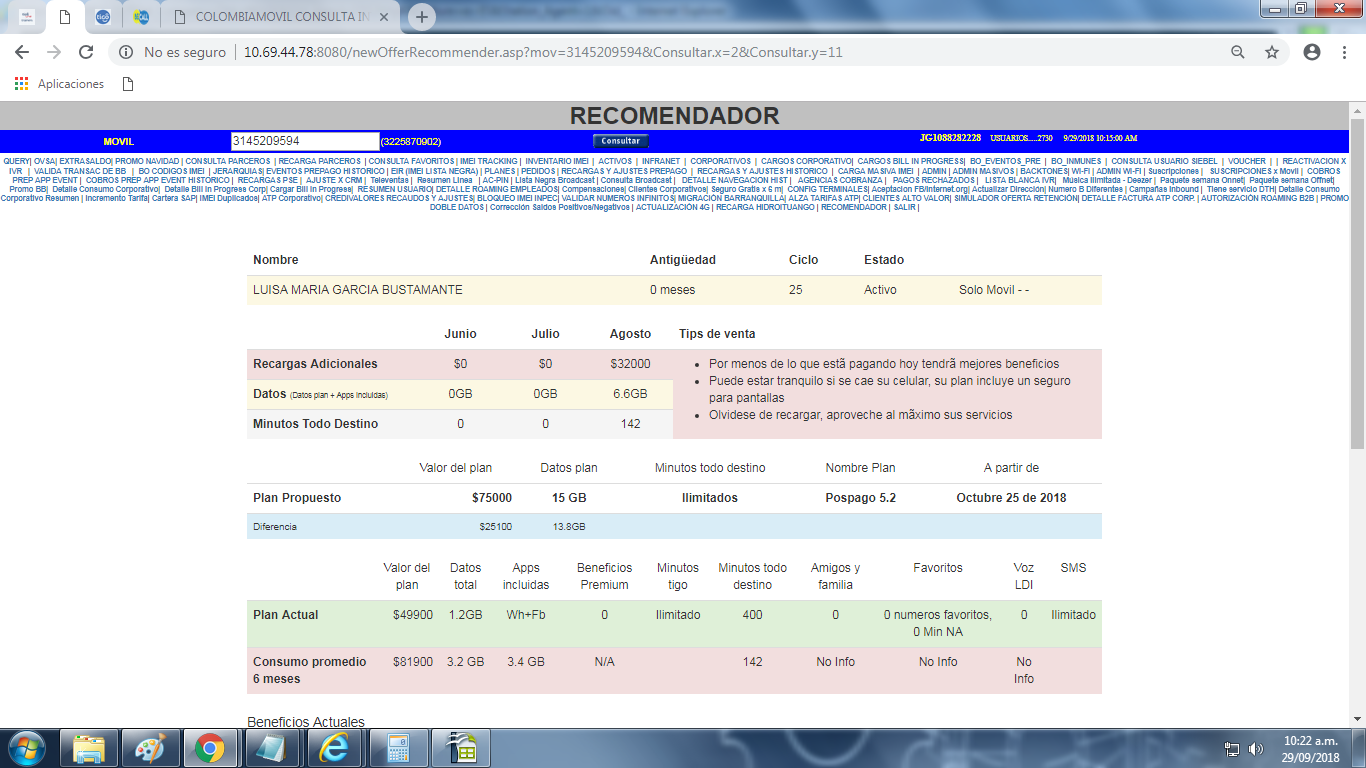 COLOMBIAMOVIL CONSULTA IN
No es seguro | 10.69.44.78:8080/newOfferRecommender.asp?mov=3145209594&Consultar.x=2&Consultar.y=11
Aplicaciones
RECOMENDADOR
MOVIL 3145209594 (3225870902) Consultar JG1088282228 USUARIOS.....2730 9/29/2018 10:15:00 AM
QUERY| OVSA| EXTRASALDO| PROMO NAVIDAD | CONSULTA PARCEROS | RECARGA PARCEROS | CONSULTA FAVORITOS | IMEI TRACKING | INVENTARIO IMEI | ACTIVOS | INFRANET | CORPORATIVOS | CARGOS CORPORATIVO| CARGOS BILL IN PROGRESS| BO_EVENTOS_PRE | BO_INMUNES | CONSULTA USUARIO SIEBEL | VOUCHER | | REACTIVACION X
IVR | VALIDA TRANSAC DE BB | BO CODIGOS IMEI | JERARQUIAS| EVENTOS PREPAGO HISTORICO | EIR (IMEI LISTA NEGRA) | PLANES | PEDIDOS | RECARGAS Y AJUSTES PREPAGO | RECARGAS Y AJUSTES HISTORICO | CARGA MASIVA IMEI | ADMIN | ADMIN MASIVOS | BACKTONES| WI-FI | ADMIN WI-FI | Suscripciones | SUSCRIPCIONES x Movil | COBROS
PREP APP EVENT | COBROS PREP APP EVENT HISTORICO | RECARGAS PSE | AJUSTE X CRM | Televentas | Resumen Linea | AC-PIN | Lista Negra Broadcast | Consulta Broadcast | DETALLE NAVEGACION HIST | AGENCIAS COBRANZA | PAGOS RECHAZADOS | LISTA BLANCA IVR| Música Ilimitada - Deezer | Paquete semana Onnet| Paquete semana Offnet|
Promo BB| Detalle Consumo Corporativo| Detalle Bill In Progress Corp| Cargar Bill In Progress| RESUMEN USUARIO| DETALLE ROAMING EMPLEADOS| Compensaciones| Clientes Corporativos| Seguro Gratis x 6 m| CONFIG TERMINALES| Aceptacion FB/Internet.org| Actualizar Dirección| Numero B Diferentes | Campañas Inbound | Tiene servicio DTH| Detalle Consumo
Corporativo Resumen | Incremento Tarifa| Cartera SAP| IMEI Duplicados| ATP Corporativo| CREDIVALORES RECAUDOS Y AJUSTES| BLOQUEO IMEI INPEC| VALIDAR NUMEROS INFINITOS| MIGRACIÓN BARRANQUILLA| ALZA TARIFAS ATP| CLIENTES ALTO VALOR| SIMULADOR OFERTA RETENCIÓN| DETALLE FACTURA ATP CORP. | AUTORIZACIÓN ROAMING B2B | PROMO
DOBLE DATOS | Corrección Saldos Positivos/Negativos | ACTUALIZACIÓN 4G | RECARGA HIDROITUANGO | RECOMENDADOR | SALIR |
Nombre Antigüedad Ciclo Estado
LUISA MARIA GARCIA BUSTAMANTE 0 meses 25 Activo Solo Movil - -
Junio Julio Agosto Tips de venta
Recargas Adicionales $0 $0 $32000
Datos (Datos plan + Apps incluidas) 0GB 0GB 6.6GB
Minutos Todo Destino 0 0 142
• Por menos de lo que estã pagando hoy tendrã mejores beneficios
• Puede estar tranquilo si se cae su celular, su plan incluye un seguro
para pantallas
• Olvidese de recargar, aproveche al mãximo sus servicios
Valor del plan Datos plan Minutos todo destino Nombre Plan A partir de
Plan Propuesto $75000 15 GB Ilimitados Pospago 5.2 Octubre 25 de 2018
Diferencia $25100 13.8GB
Valor del plan Datos total Apps incluidas Beneficios Premium Minutos tigo Minutos todo destino Amigos y familia Favoritos Voz LDI SMS
Plan Actual $49900 1.2GB Wh+Fb 0 Ilimitado 400 0 0 numeros favoritos, 0 Min NA 0 Ilimitado
Consumo promedio 6 meses $81900 3.2 GB 3.4 GB N/A 142 No Info No Info No Info
Beneficios Actuales
10:22 a.m.
29/09/2018